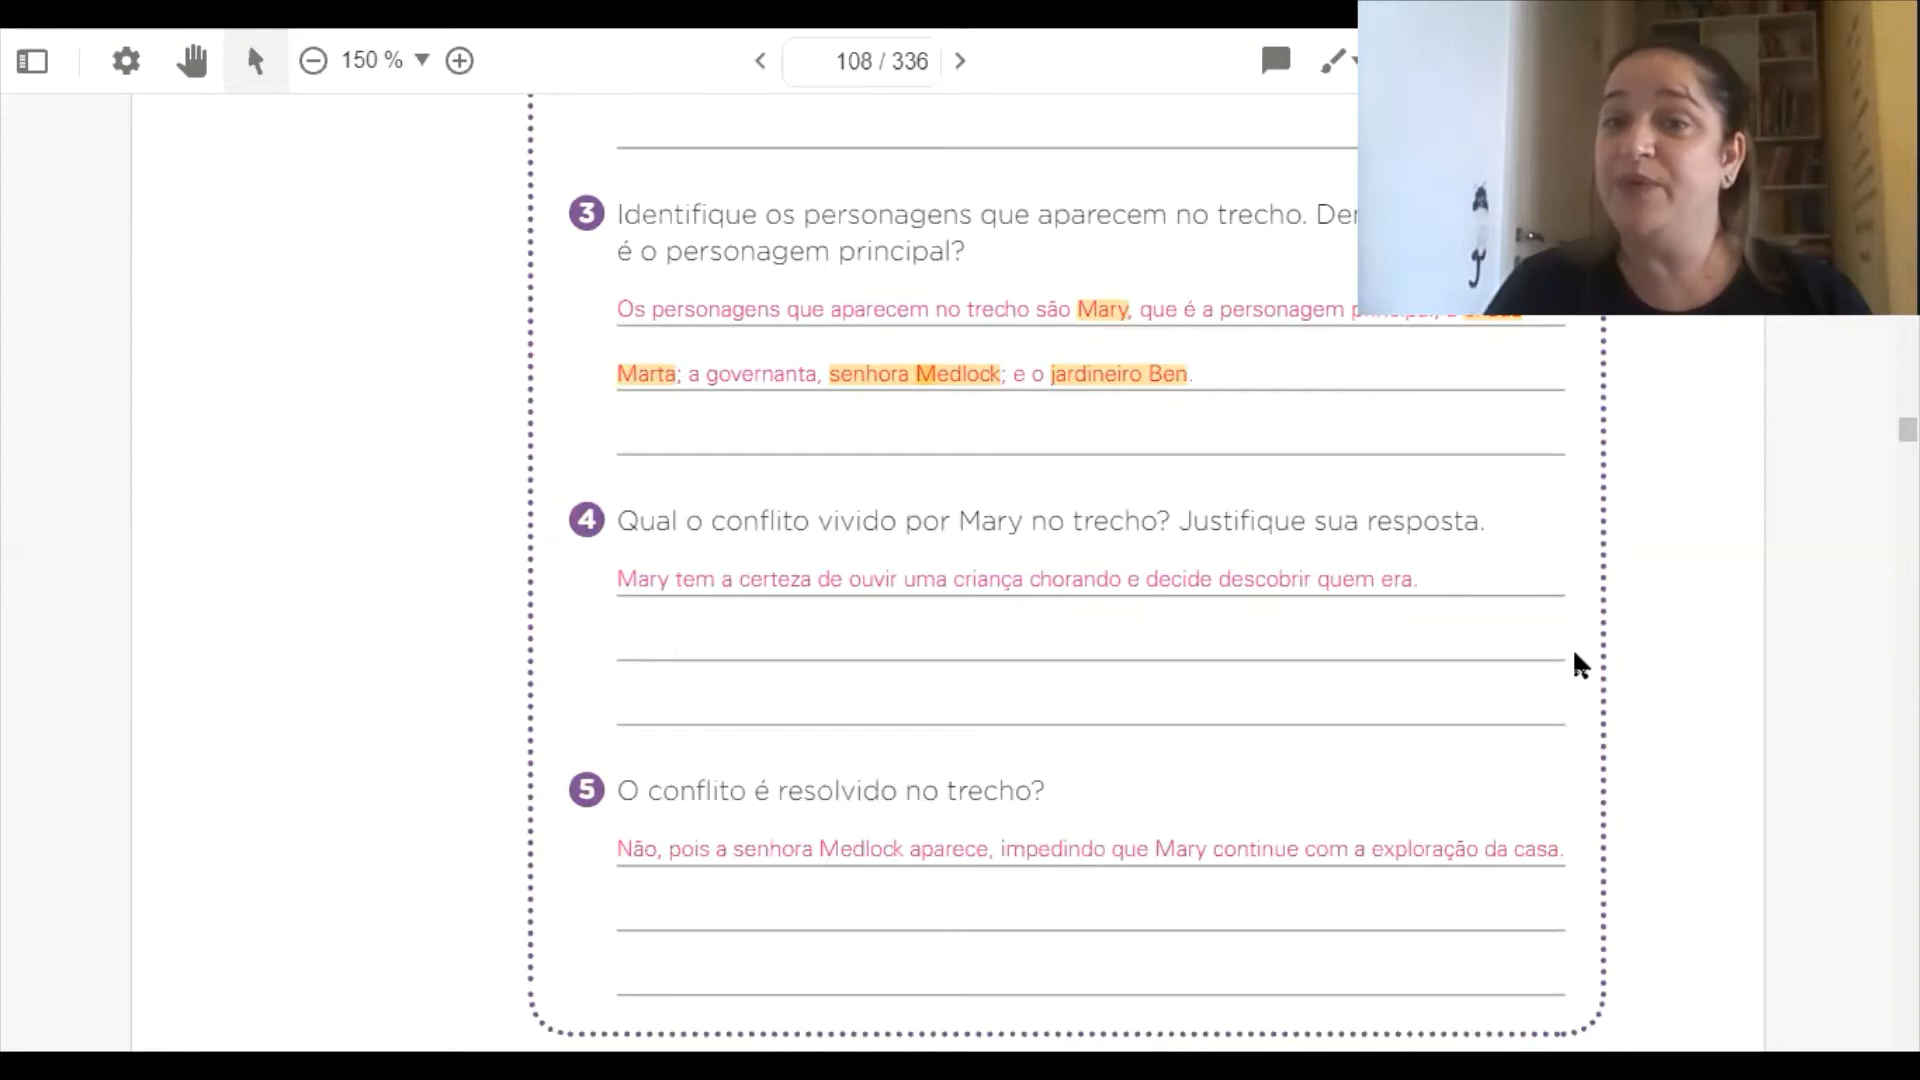 150 %
108 / 336
3 Identifique os personagens que aparecem no trecho.
é o personagem principal?
Os personagens que aparecem no trecho são Mary, que é a personagem
Marta; a governanta, senhora Medlock; e o jardineiro Ben.
4 Qual o conflito vivido por Mary no trecho? Justifique sua resposta.
Mary tem a certeza de ouvir uma criança chorando e decide descobrir quem era.
5 O conflito é resolvido no trecho?
Não, pois a senhora Medlock aparece, impedindo que Mary continue com a exploração da casa.